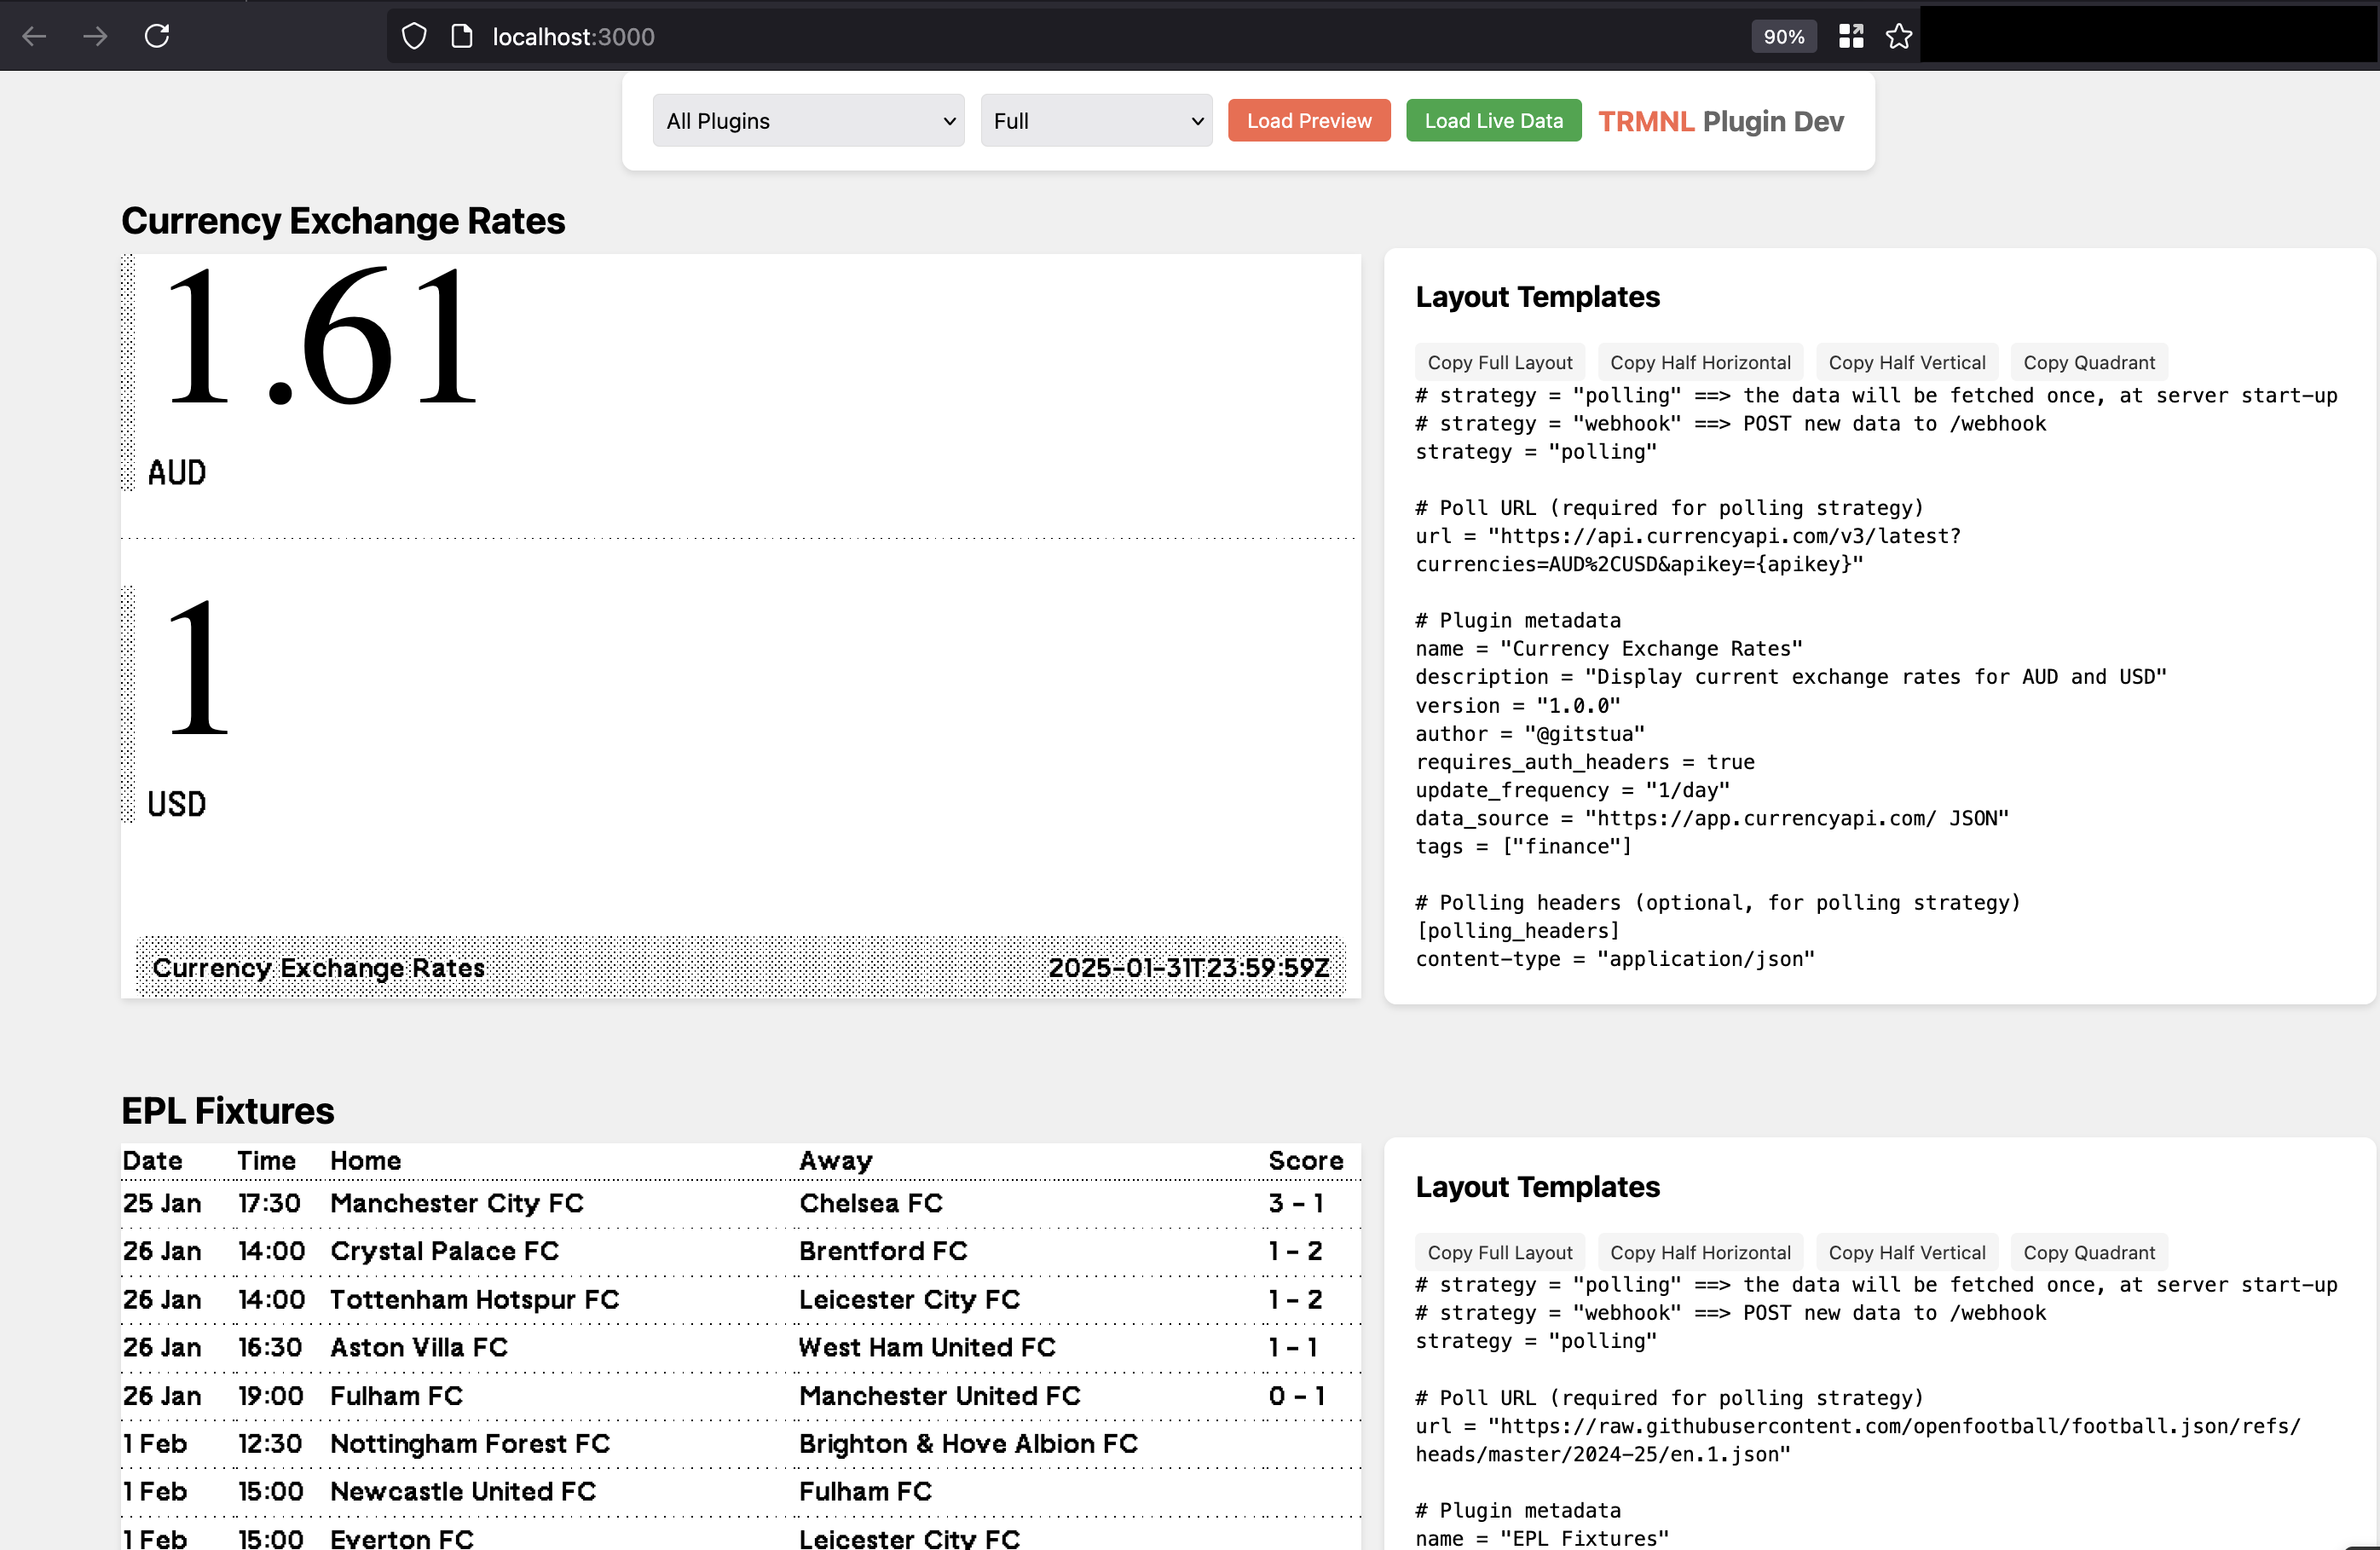 localhost:3000
90%
All Plugins
Full
Load Preview
Load Live Data
TRMNL Plugin Dev
Currency Exchange Rates
1.61
AUD
1
USD
Currency Exchange Rates
2025-01-31T23:59:59Z
Layout Templates
Copy Full Layout
Copy Half Horizontal
Copy Half Vertical
Copy Quadrant
# strategy = "polling" ==> the data will be fetched once, at server start-up
# strategy = "webhook" ==> POST new data to /webhook
strategy = "polling"
# Poll URL (required for polling strategy)
url = "https://api.currencyapi.com/v3/latest?
currencies=AUD%2CUSD&apikey={apikey}"
# Plugin metadata
name = "Currency Exchange Rates"
description = "Display current exchange rates for AUD and USD"
version = "1.0.0"
author = "@gitstua"
requires_auth_headers = true
update_frequency = "1/day"
data_source = "https://app.currencyapi.com/ JSON"
tags = ["finance"]
# Polling headers (optional, for polling strategy)
[polling_headers]
content-type = "application/json"
EPL Fixtures
Date Time Home Away Score
25 Jan 17:30 Manchester City FC Chelsea FC 3 - 1
26 Jan 14:00 Crystal Palace FC Brentford FC 1 - 2
26 Jan 14:00 Tottenham Hotspur FC Leicester City FC 1 - 2
26 Jan 16:30 Aston Villa FC West Ham United FC 1 - 1
26 Jan 19:00 Fulham FC Manchester United FC 0 - 1
1 Feb 12:30 Nottingham Forest FC Brighton & Hove Albion FC
1 Feb 15:00 Newcastle United FC Fulham FC
1 Feb 15:00 Everton FC Leicester City FC
Layout Templates
Copy Full Layout
Copy Half Horizontal
Copy Half Vertical
Copy Quadrant
# strategy = "polling" ==> the data will be fetched once, at server start-up
# strategy = "webhook" ==> POST new data to /webhook
strategy = "polling"
# Poll URL (required for polling strategy)
url = "https://raw.githubusercontent.com/openfootball/football.json/refs/
heads/master/2024-25/en.1.json"
# Plugin metadata
name = "EPL Fixtures"